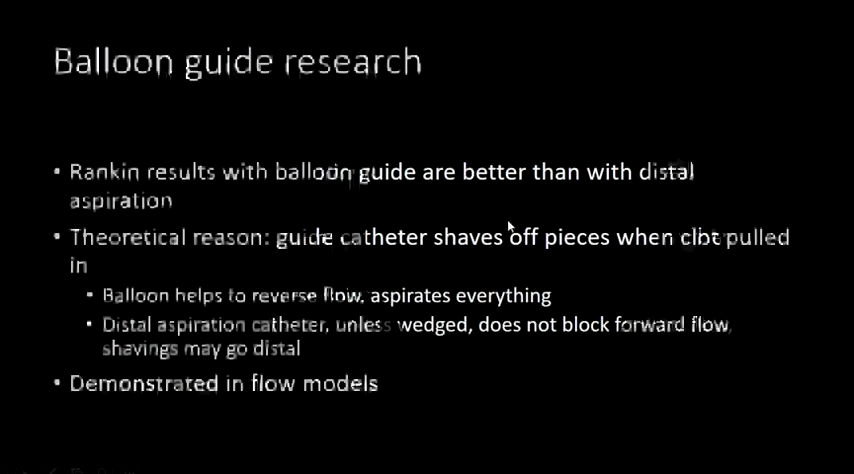 Balloon guide research
• Rankin results with balloon guide are better than with distal
aspiration
• Theoretical reason: guide catheter shaves off pieces when clot pulled
in
• Balloon helps to reverse flow, aspirates everything
• Distal aspiration catheter, unless wedged, does not block forward flow,
shavings may go distal
• Demonstrated in flow models